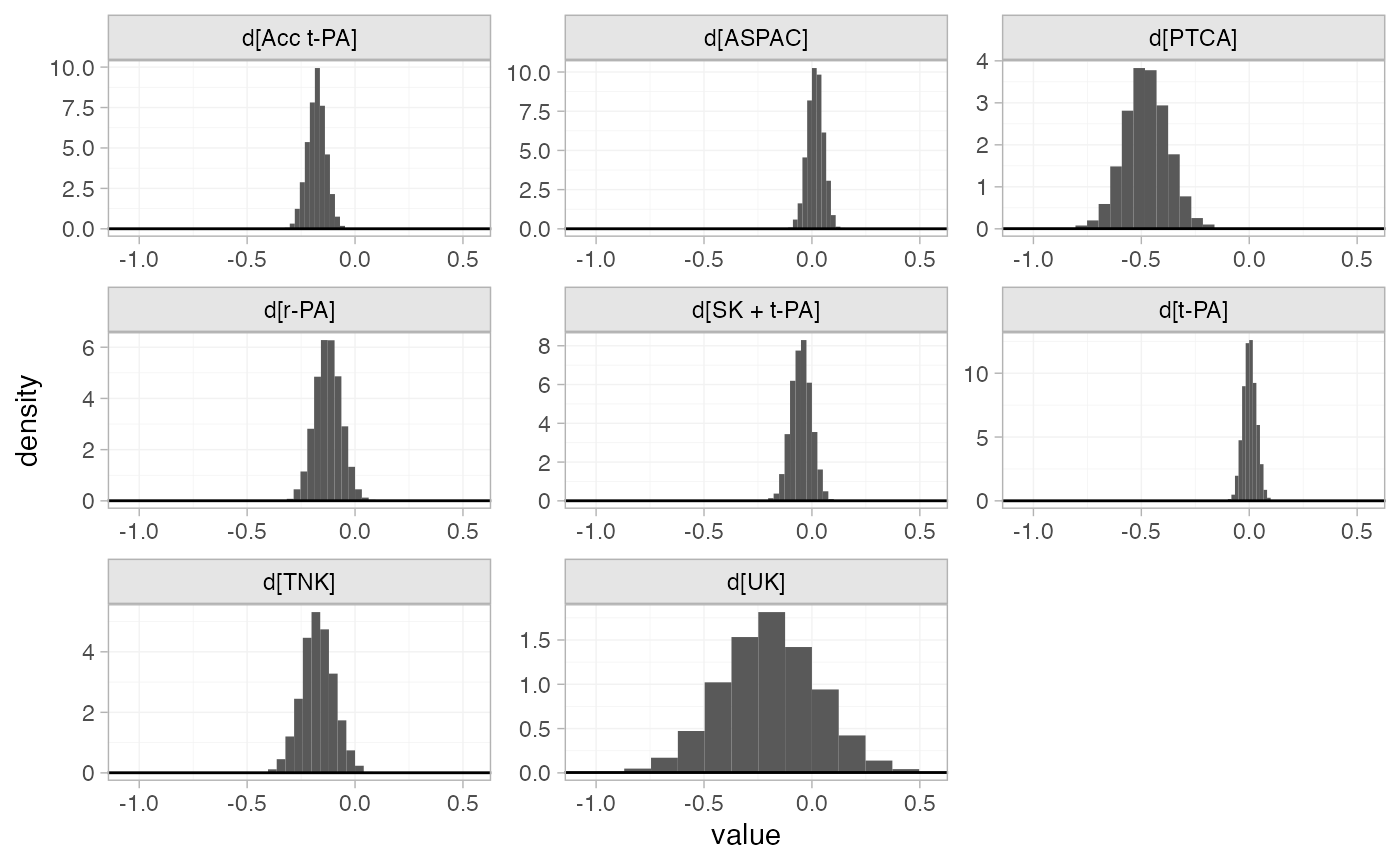 d[Acc t-PA] d[ASPAC] d[PTCA]
10.0 10.0 4
7.5 7.5 3
5.0 5.0 2
2.5 2.5 1
0.0 0.0 0
-1.0 -0.5 0.0 0.5 -1.0 -0.5 0.0 0.5 -1.0 -0.5 0.0 0.5
d[r-PA] d[SK + t-PA] d[t-PA]
6 8 10
4 6 5
2 4 0
0 2
0
-1.0 -0.5 0.0 0.5 -1.0 -0.5 0.0 0.5 -1.0 -0.5 0.0 0.5
density
d[TNK] d[UK]
4 1.5
2 1.0
0 0.5
0.0
-1.0 -0.5 0.0 0.5 -1.0 -0.5 0.0 0.5
value